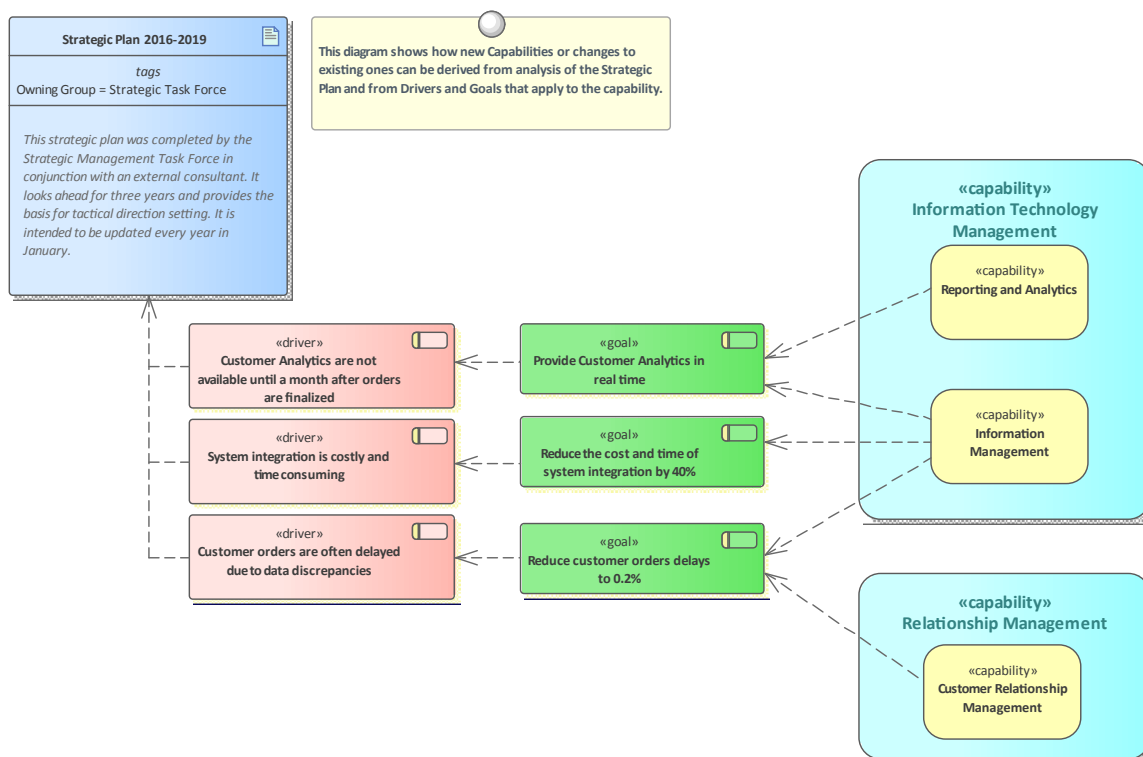 Strategic Plan 2016-2019
tags
Owning Group = Strategic Task Force
This strategic plan was completed by the
Strategic Management Task Force in
conjunction with an external consultant. It
looks ahead for three years and provides the
basis for tactical direction setting. It is
intended to be updated every year in
January.
This diagram shows how new Capabilities or changes to
existing ones can be derived from analysis of the Strategic
Plan and from Drivers and Goals that apply to the capability.
«driver»
Customer Analytics are not
available until a month after orders
are finalized
«driver»
System integration is costly and
time consuming
«driver»
Customer orders are often delayed
due to data discrepancies
«goal»
Provide Customer Analytics in
real time
«goal»
Reduce the cost and time of
system integration by 40%
«goal»
Reduce customer orders delays
to 0.2%
«capability»
Information Technology
Management
«capability»
Reporting and Analytics
«capability»
Information
Management
«capability»
Relationship Management
«capability»
Customer Relationship
Management